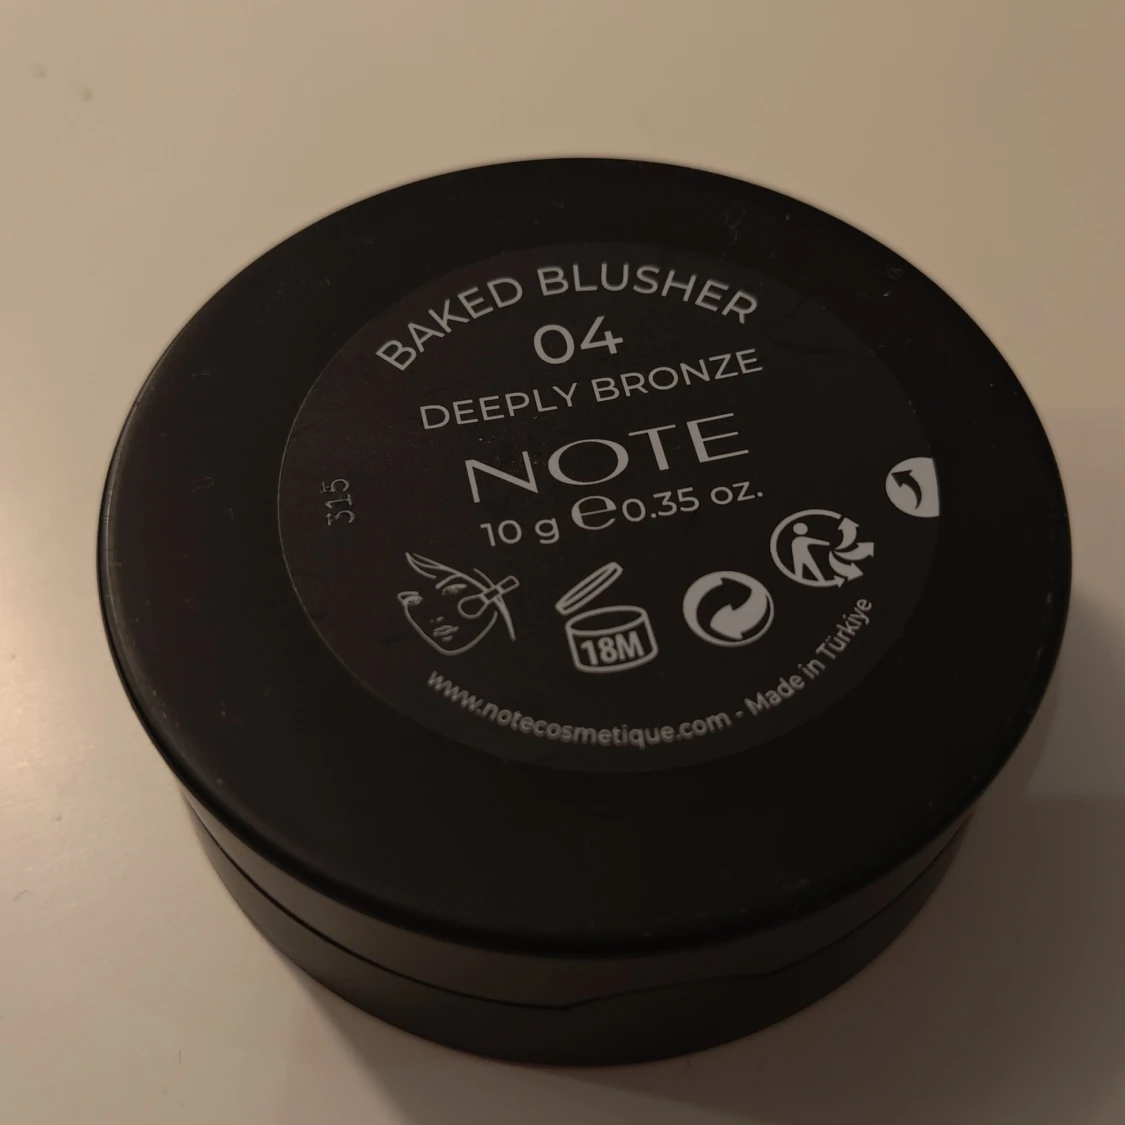 BAKED BLUSHER
04
DEEPLY BRONZE
NOTE
10 g e 0.35 oz.
315
18M
www.notecosmetique.com - Made in Türkiye